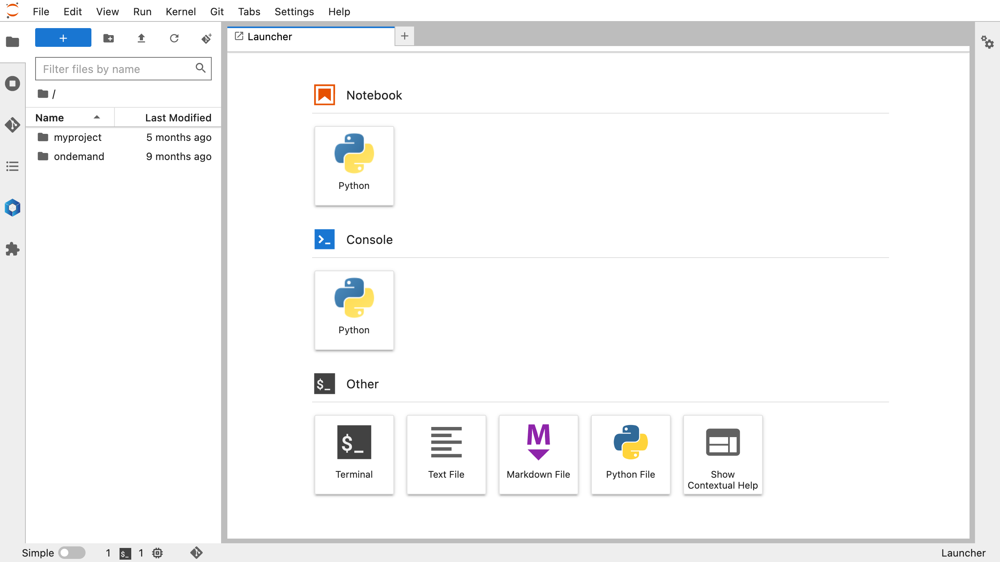 File Edit View Run Kernel Git Tabs Settings Help
+
Filter files by name
/
Name Last Modified
myproject 5 months ago
ondemand 9 months ago
Launcher +
Notebook
Python
Console
Python
$_ Other
$_ M
Terminal Text File Markdown File Python File Show
Contextual Help
Simple 1 $_ 1 Launcher